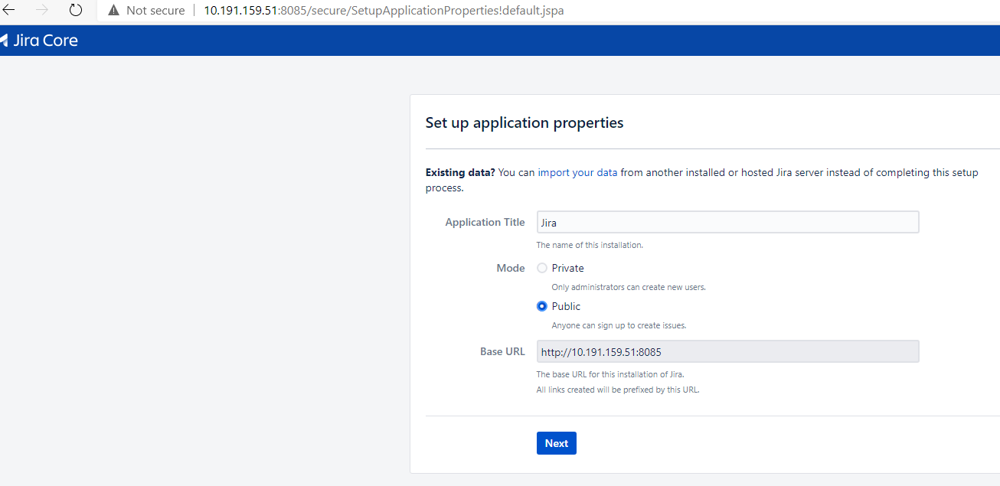 Not secure 10.191.159.51:8085/secure/SetupApplicationProperties!default.jspa
Jira Core
Set up application properties
Existing data? You can import your data from another installed or hosted Jira server instead of completing this setup
process.
Application Title Jira
The name of this installation.
Mode Private
Only administrators can create new users.
Public
Anyone can sign up to create issues.
Base URL http://10.191.159.51:8085
The base URL for this installation of Jira.
All links created will be prefixed by this URL.
Next